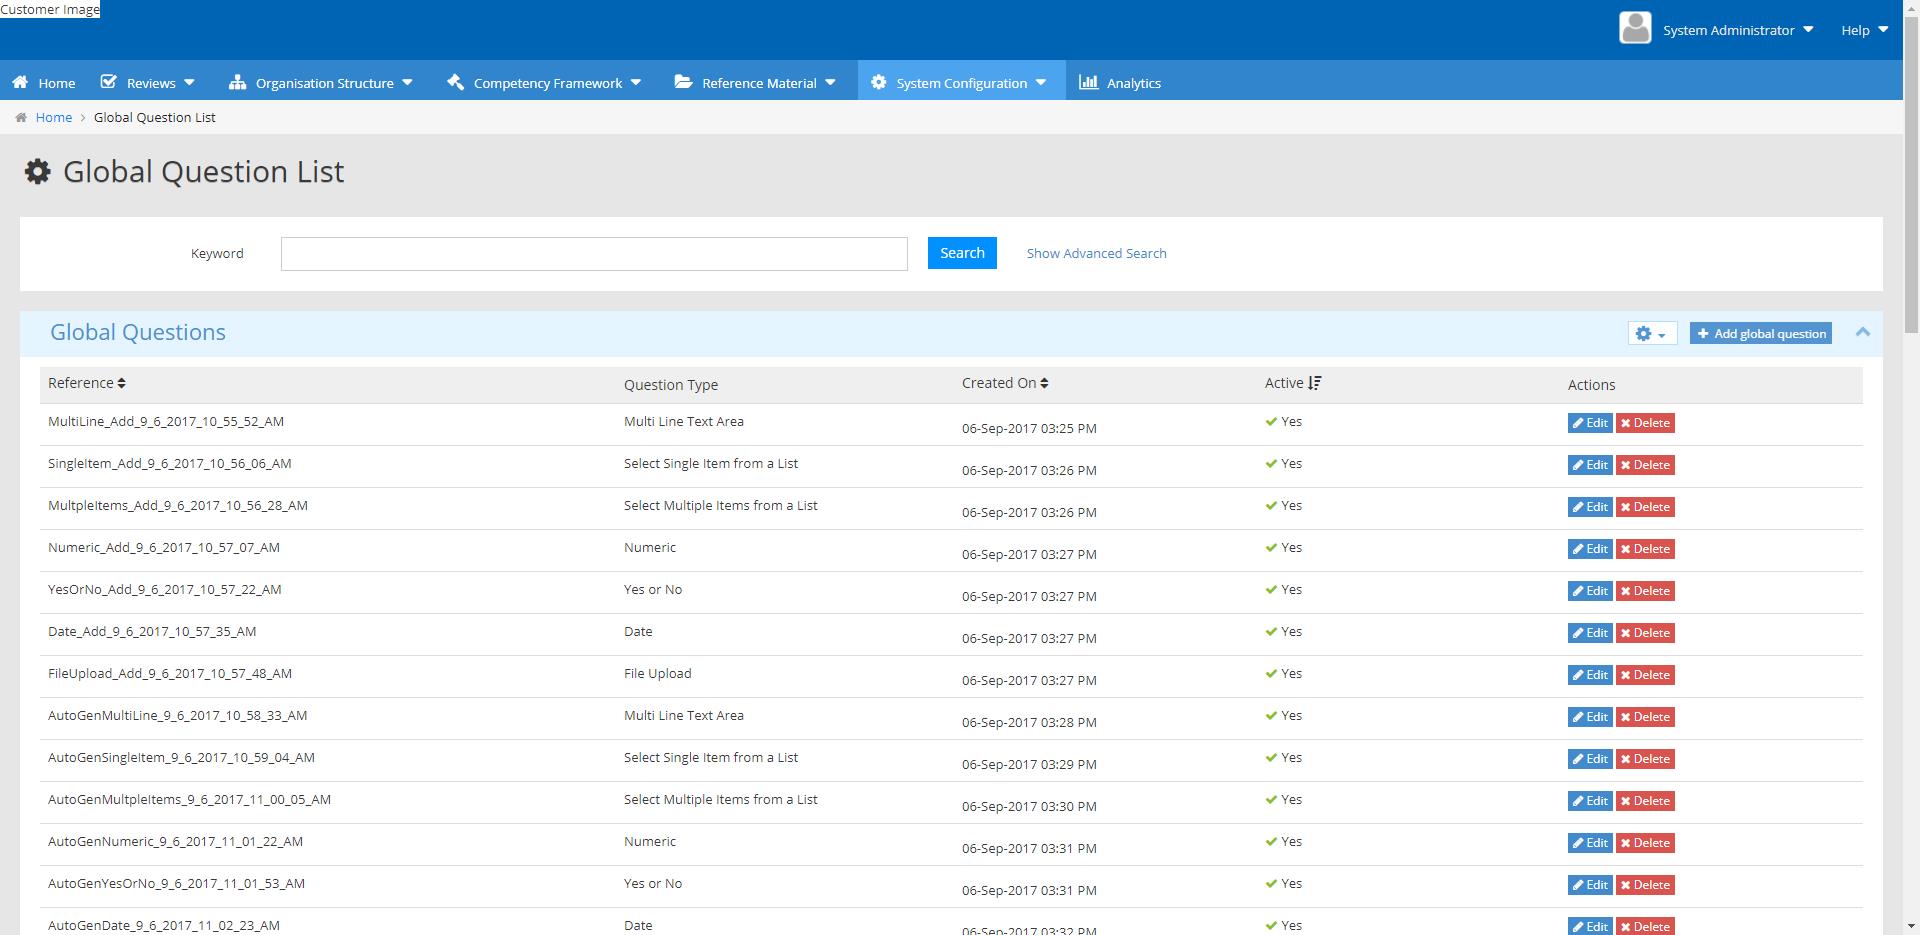 Customer Image
System Administrator Help
Home Reviews Organisation Structure Competency Framework Reference Material System Configuration Analytics
Home > Global Question List
Global Question List
Keyword Search Show Advanced Search
Global Questions Add global question
Reference Question Type Created On Active Actions
MultiLine_Add_9_6_2017_10_55_52_AM Multi Line Text Area 06-Sep-2017 03:25 PM Yes Edit Delete
SingleItem_Add_9_6_2017_10_56_06_AM Select Single Item from a List 06-Sep-2017 03:26 PM Yes Edit Delete
MultpleItems_Add_9_6_2017_10_56_28_AM Select Multiple Items from a List 06-Sep-2017 03:26 PM Yes Edit Delete
Numeric_Add_9_6_2017_10_57_07_AM Numeric 06-Sep-2017 03:27 PM Yes Edit Delete
YesOrNo_Add_9_6_2017_10_57_22_AM Yes or No 06-Sep-2017 03:27 PM Yes Edit Delete
Date_Add_9_6_2017_10_57_35_AM Date 06-Sep-2017 03:27 PM Yes Edit Delete
FileUpload_Add_9_6_2017_10_57_48_AM File Upload 06-Sep-2017 03:27 PM Yes Edit Delete
AutoGenMultiLine_9_6_2017_10_58_33_AM Multi Line Text Area 06-Sep-2017 03:28 PM Yes Edit Delete
AutoGenSingleItem_9_6_2017_10_59_04_AM Select Single Item from a List 06-Sep-2017 03:29 PM Yes Edit Delete
AutoGenMultpleItems_9_6_2017_11_00_05_AM Select Multiple Items from a List 06-Sep-2017 03:30 PM Yes Edit Delete
AutoGenNumeric_9_6_2017_11_01_22_AM Numeric 06-Sep-2017 03:31 PM Yes Edit Delete
AutoGenYesOrNo_9_6_2017_11_01_53_AM Yes or No 06-Sep-2017 03:31 PM Yes Edit Delete
AutoGenDate_9_6_2017_11_02_23_AM Date 06-Sep-2017 03:32 PM Yes Edit Delete